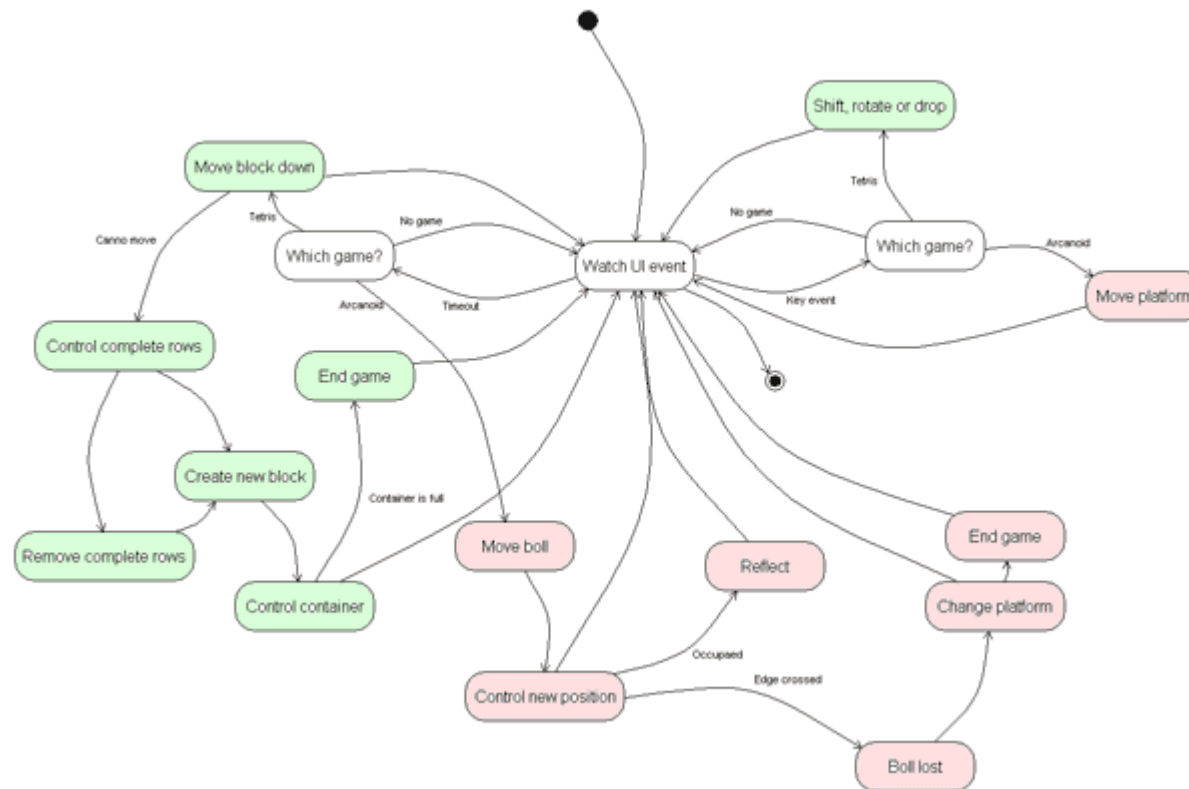 Shift, rotate or drop
Move block down
Tetris
Tetris
No game
No game
Canno move
Which game?
Which game?
Arcanoid
Watch UI event
Arcanoid
Timeout
Key event
Move platform
Control complete rows
End game
Create new block
Container is full
End game
Move boll
Remove complete rows
Reflect
Control container
Change platform
Occupaed
Edge crossed
Control new position
Boll lost